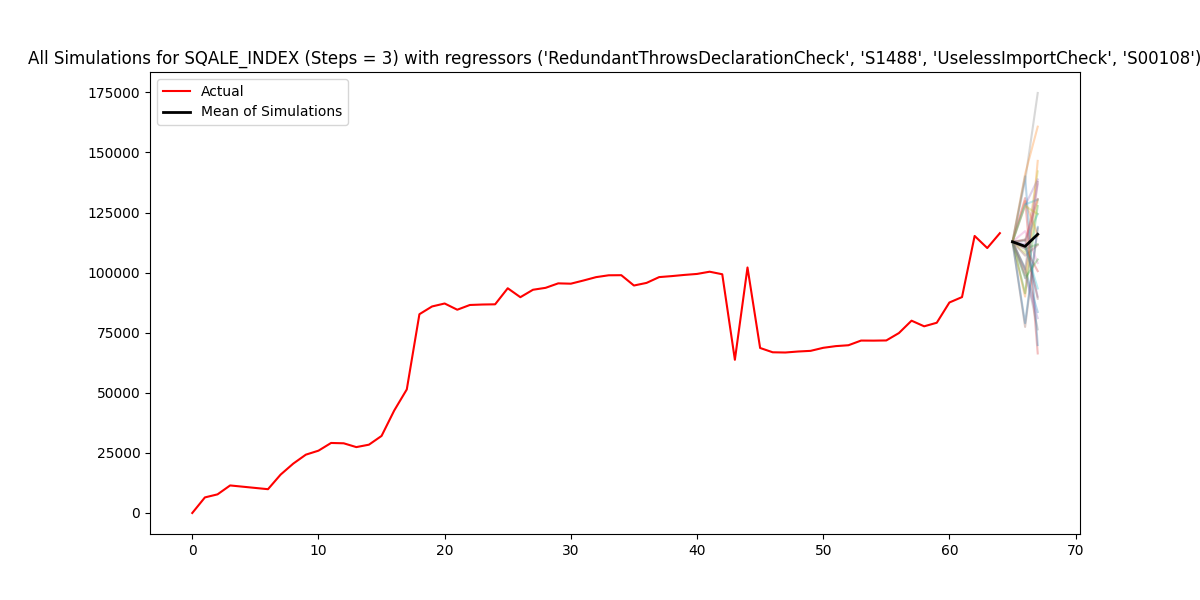 All Simulations for SQALE_INDEX (Steps = 3) with regressors ('RedundantThrowsDeclarationCheck', 'S1488', 'UselessImportCheck', 'S00108')
Actual
Mean of Simulations
175000
150000
125000
100000
75000
50000
25000
0
0 10 20 30 40 50 60 70